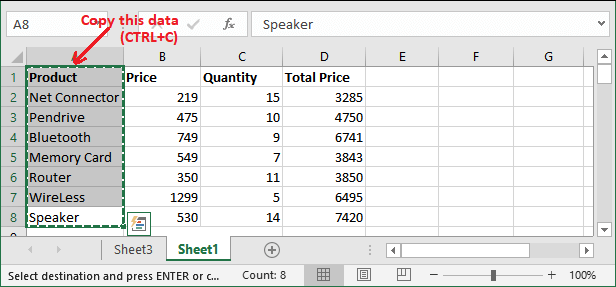 Copy this data
(CTRL+C)
A8 fx Speaker
A B C D E F G
1 Product Price Quantity Total Price
2 Net Connector 219 15 3285
3 Pendrive 475 10 4750
4 Bluetooth 749 9 6741
5 Memory Card 549 7 3843
6 Router 350 11 3850
7 WireLess 1299 5 6495
8 Speaker 530 14 7420
Sheet3 Sheet1
Select destination and press ENTER or c... Count: 8 100%